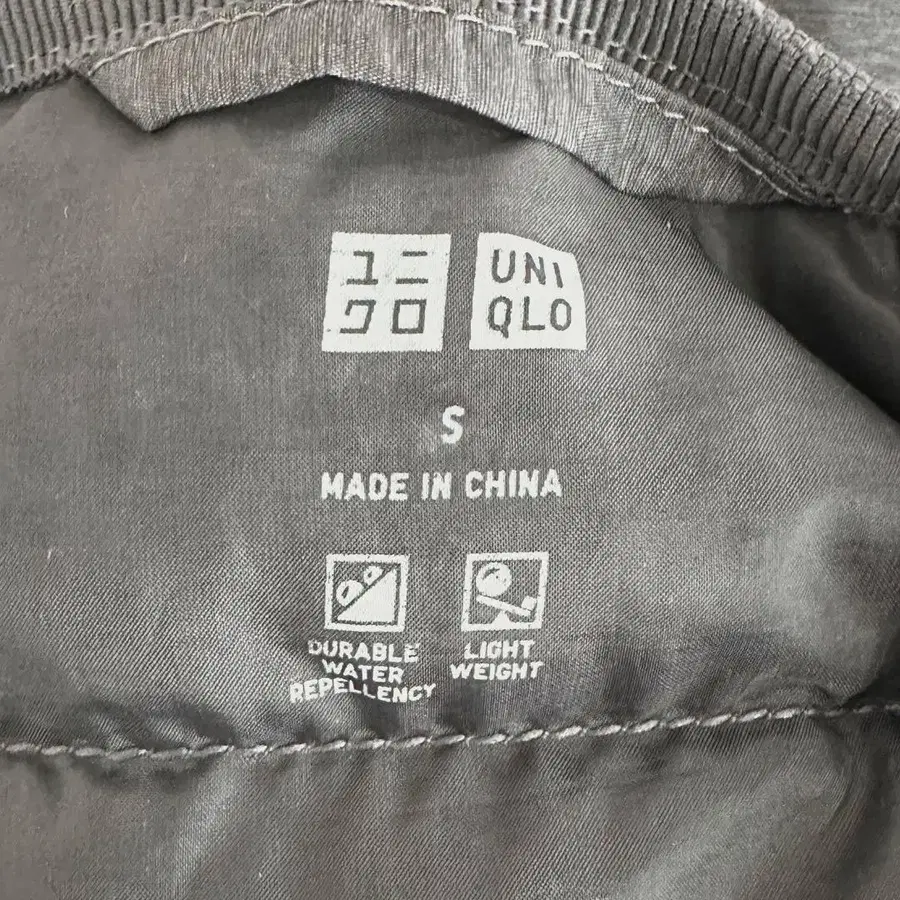 ユニ
クロ
UNI
QLO
S
MADE IN CHINA
DURABLE
WATER
REPELLENCY
LIGHT
WEIGHT